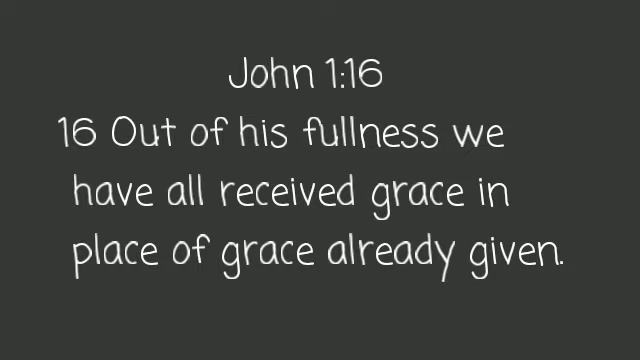 John 1:16
16 Out of his fullness we
have all received grace in
place of grace already given.